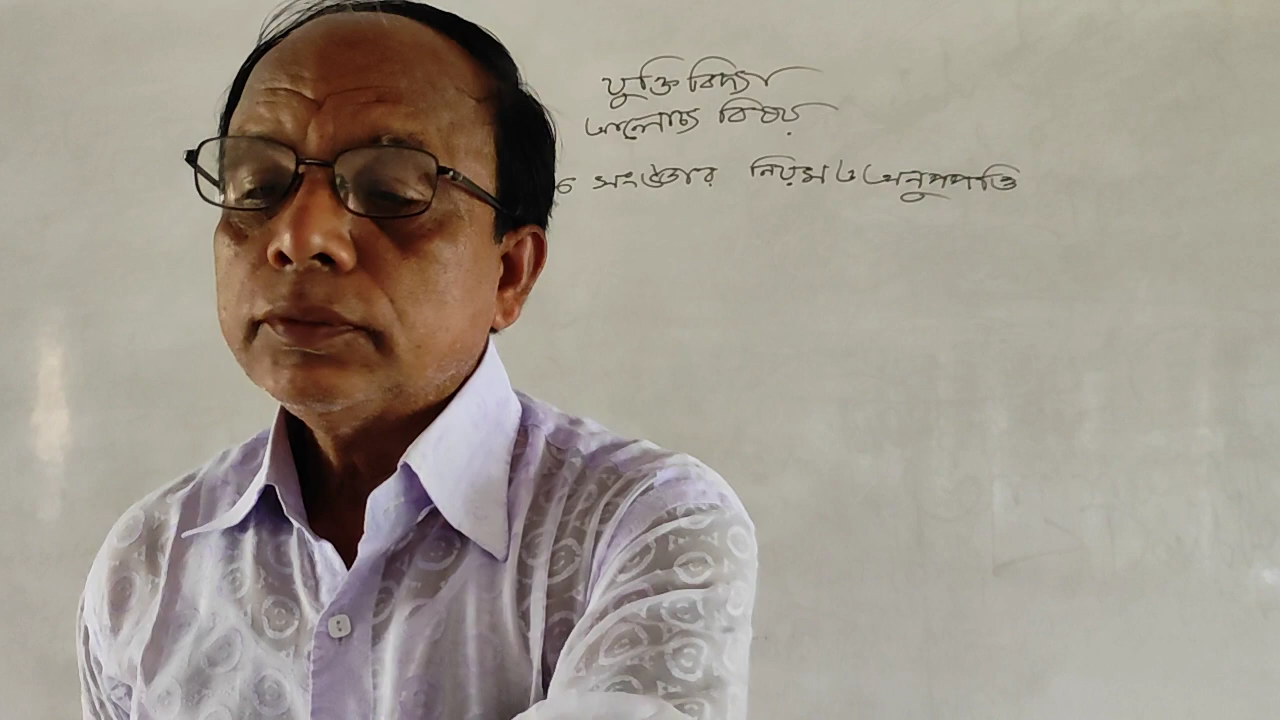 যুক্তিবিদ্যা
আলোচ্য বিষয়
সংজ্ঞার নিয়ম ও অনুপপত্তি